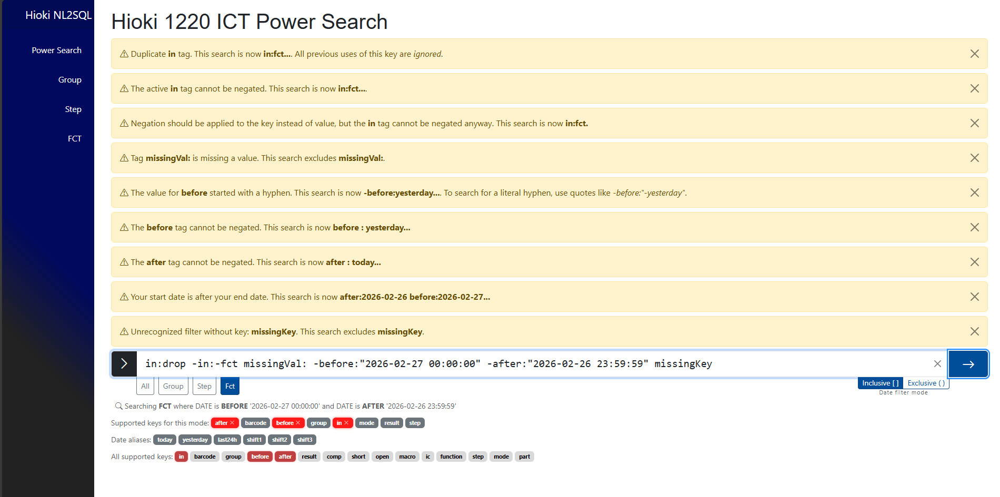 Hioki NL2SQL
Power Search
Group
Step
FCT
Hioki 1220 ICT Power Search
Duplicate in tag. This search is now in:fct.... All previous uses of this key are ignored.
The active in tag cannot be negated. This search is now in:fct....
Negation should be applied to the key instead of value, but the in tag cannot be negated anyway. This search is now in:fct.
Tag missingVal: is missing a value. This search excludes missingVal:.
The value for before started with a hyphen. This search is now -before:yesterday.... To search for a literal hyphen, use quotes like -before:"-yesterday".
The before tag cannot be negated. This search is now before : yesterday...
The after tag cannot be negated. This search is now after : today...
Your start date is after your end date. This search is now after:2026-02-26 before:2026-02-27...
Unrecognized filter without key: missingKey. This search excludes missingKey.
in:drop -in:-fct missingVal: -before:"2026-02-27 00:00:00" -after:"2026-02-26 23:59:59" missingKey
All Group Step Fct
Inclusive [ ] Exclusive ( )
Date filter mode
Searching FCT where DATE is BEFORE '2026-02-27 00:00:00' and DATE is AFTER '2026-02-26 23:59:59'
Supported keys for this mode: after barcode before group in mode result step
Date aliases: today yesterday last24h shift1 shift2 shift3
All supported keys: in barcode group before after result comp short open macro ic function step mode part